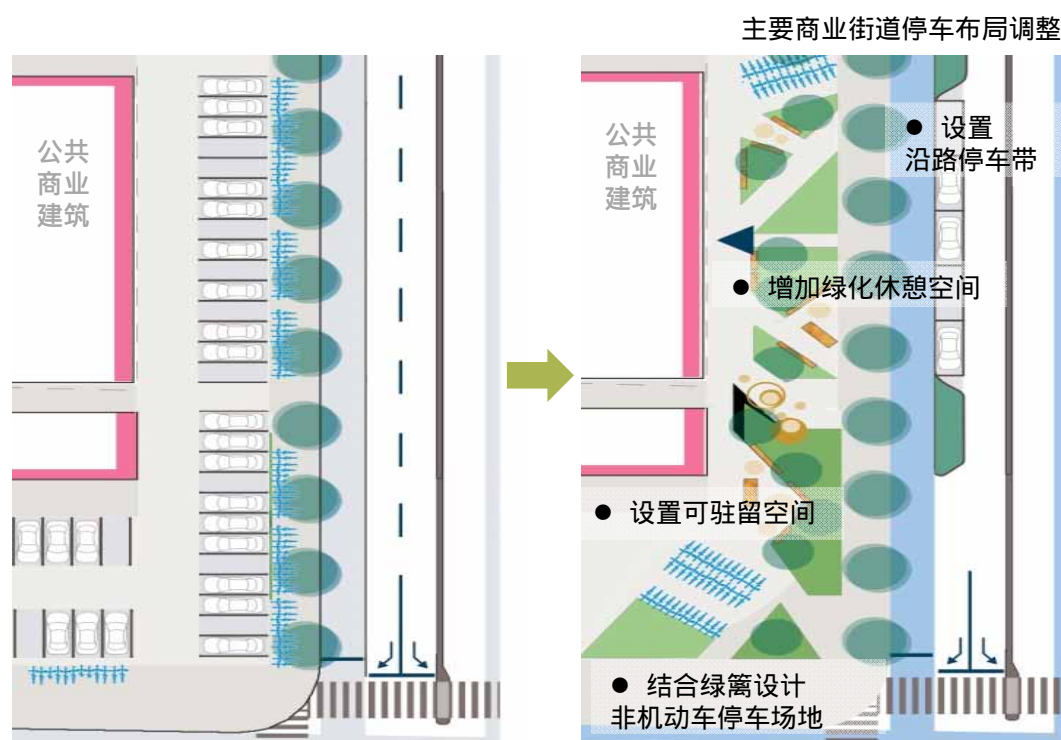 主要商业街道停车布局调整
公共
商业
建筑
公共
商业
建筑
● 设置
沿路停车带
● 增加绿化休憩空间
● 设置可驻留空间
● 结合绿篱设计
非机动车停车场地